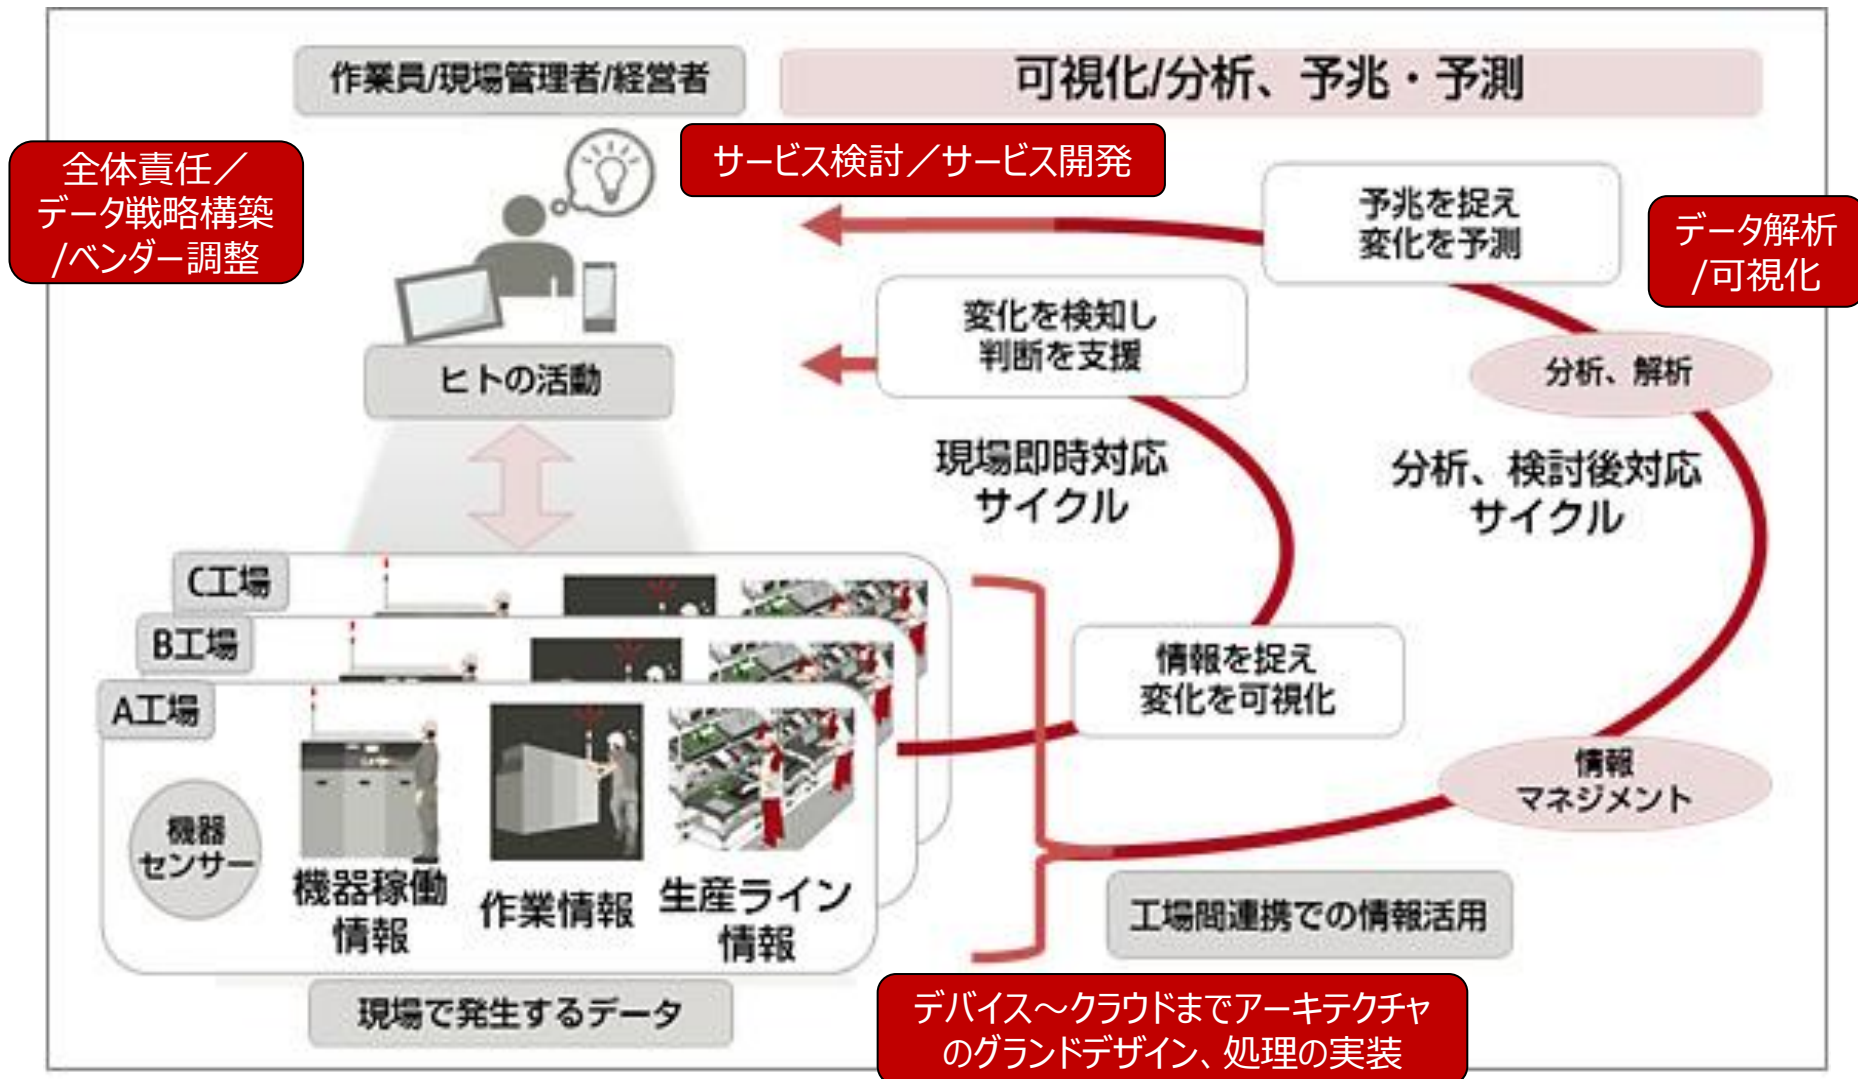 作業員/現場管理者/経営者
可視化/分析、予兆・予測
全体責任／
データ戦略構築
/ベンダー調整
サービス検討／サービス開発
予兆を捉え
変化を予測
データ解析
/可視化
変化を検知し
判断を支援
ヒトの活動
分析、解析
現場即時対応
サイクル
分析、検討後対応
サイクル
C工場
B工場
A工場
情報を捉え
変化を可視化
情報
マネジメント
機器
センサー
機器稼働
情報
作業情報
生産ライン
情報
工場間連携での情報活用
現場で発生するデータ
デバイス～クラウドまでアーキテクチャ
のグランドデザイン、処理の実装